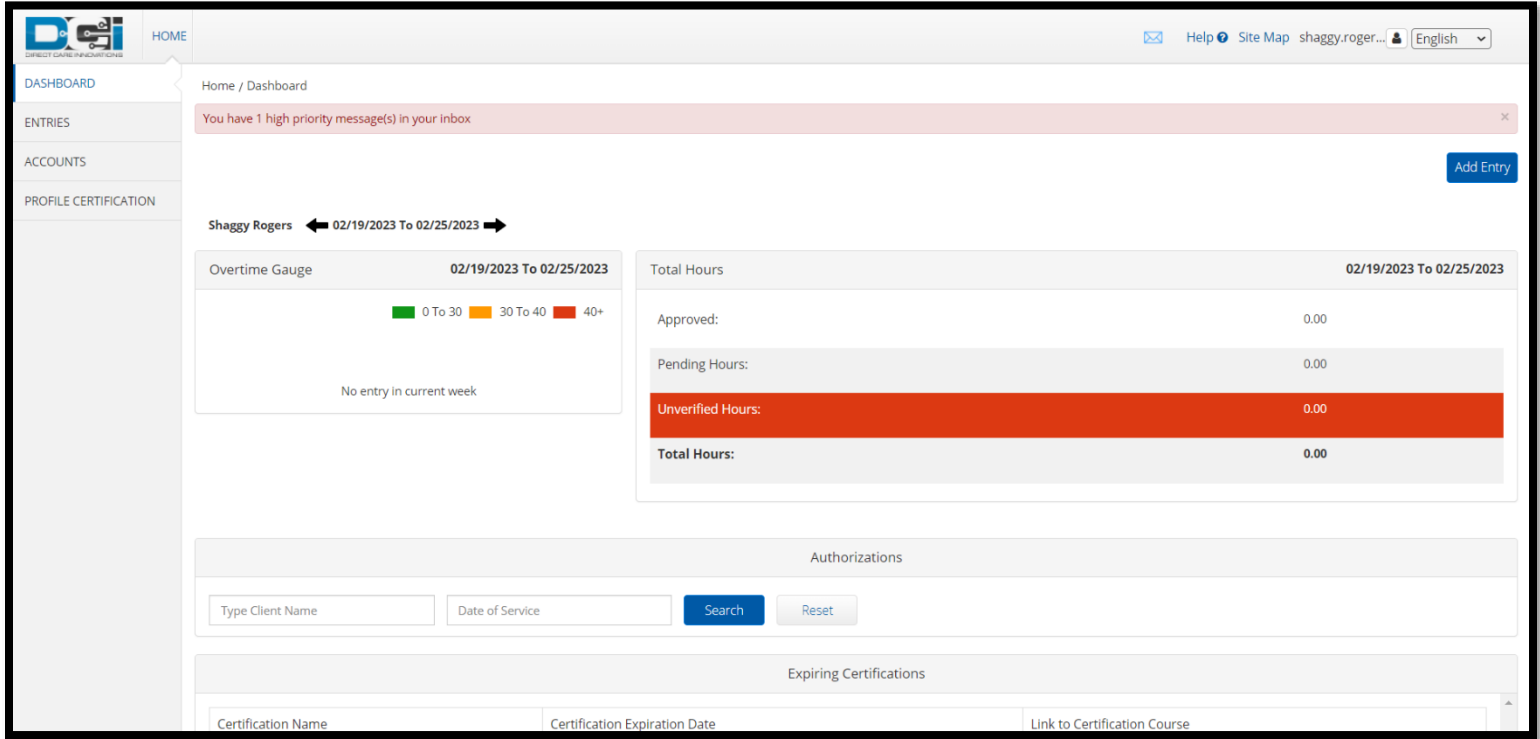 DCI
DIRECT CARE INNOVATIONS
HOME
Help Site Map shaggy.roger... English
DASHBOARD
ENTRIES
ACCOUNTS
PROFILE CERTIFICATION
Home / Dashboard
You have 1 high priority message(s) in your inbox ×
Add Entry
Shaggy Rogers 02/19/2023 To 02/25/2023
Overtime Gauge 02/19/2023 To 02/25/2023
0 To 30 30 To 40 40+
No entry in current week
Total Hours 02/19/2023 To 02/25/2023
Approved: 0.00
Pending Hours: 0.00
Unverified Hours: 0.00
Total Hours: 0.00
Authorizations
Type Client Name Date of Service Search Reset
Expiring Certifications
Certification Name Certification Expiration Date Link to Certification Course